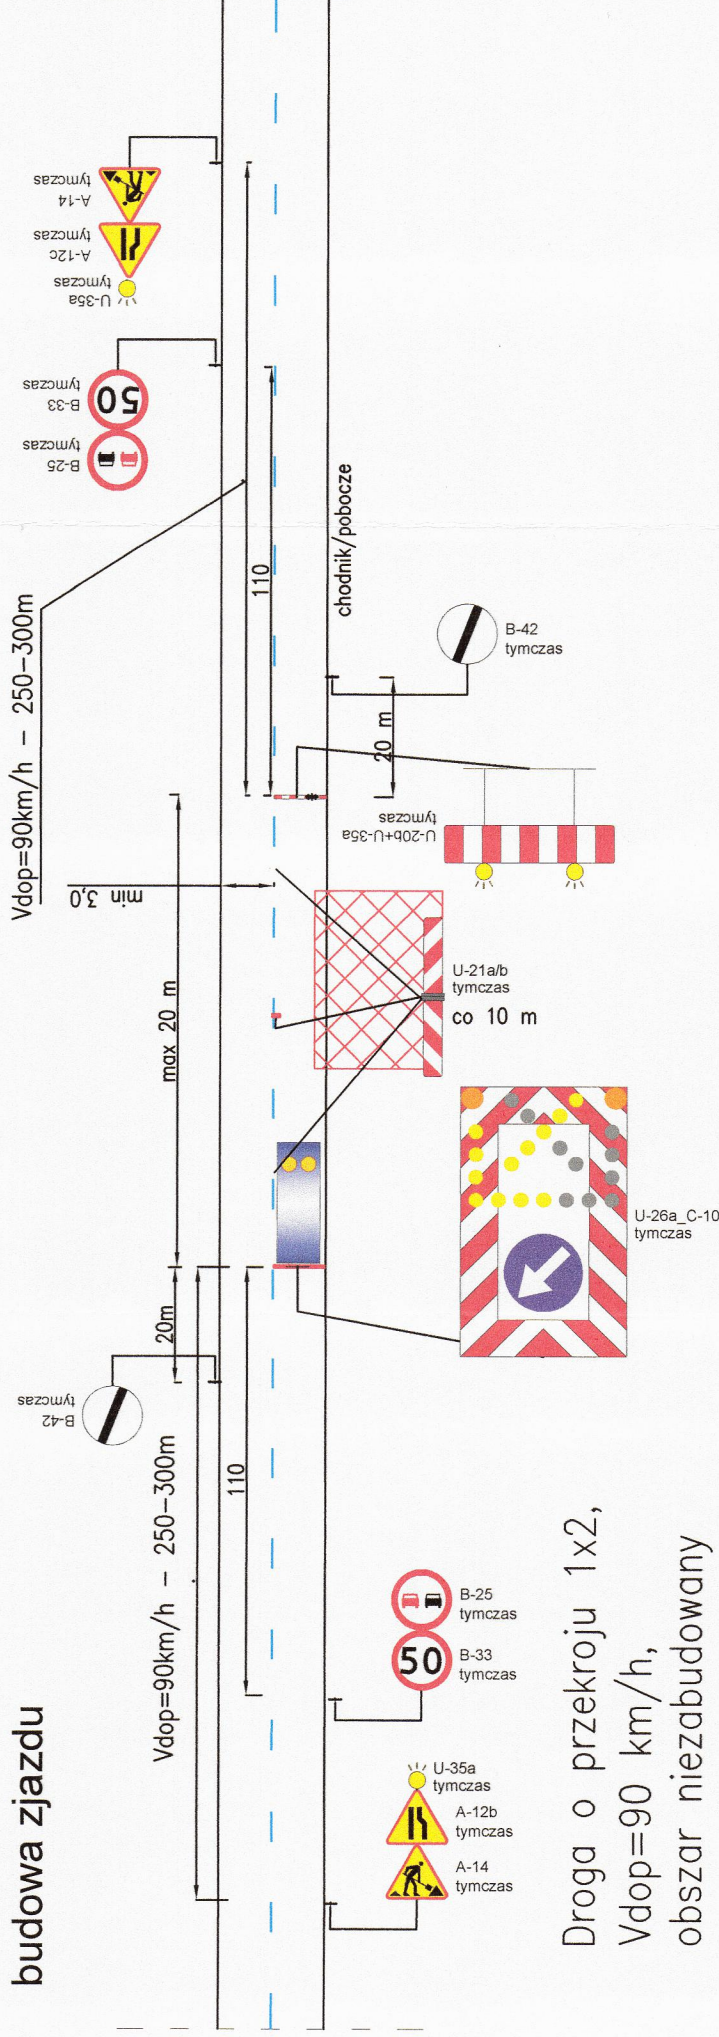 A-14
tymczas
A-12c
tymczas
U-35a
tymczas
50
B-33
tymczas
B-25
tymczas
Vdop=90km/h - 250-300m
110
chodnik/pobocze
B-42
tymczas
20 m
U-20b+U-35a
tymczas
min 3,0
max 20 m
U-21a/b
tymczas
co 10 m
U-26a_C-10
tymczas
20m
B-42
tymczas
Vdop=90km/h - 250-300m
110
B-25
tymczas
50
B-33
tymczas
U-35a
tymczas
A-12b
tymczas
A-14
tymczas
budowa zjazdu
Droga o przekroju 1x2,
Vdop=90 km/h,
obszar niezabudowany